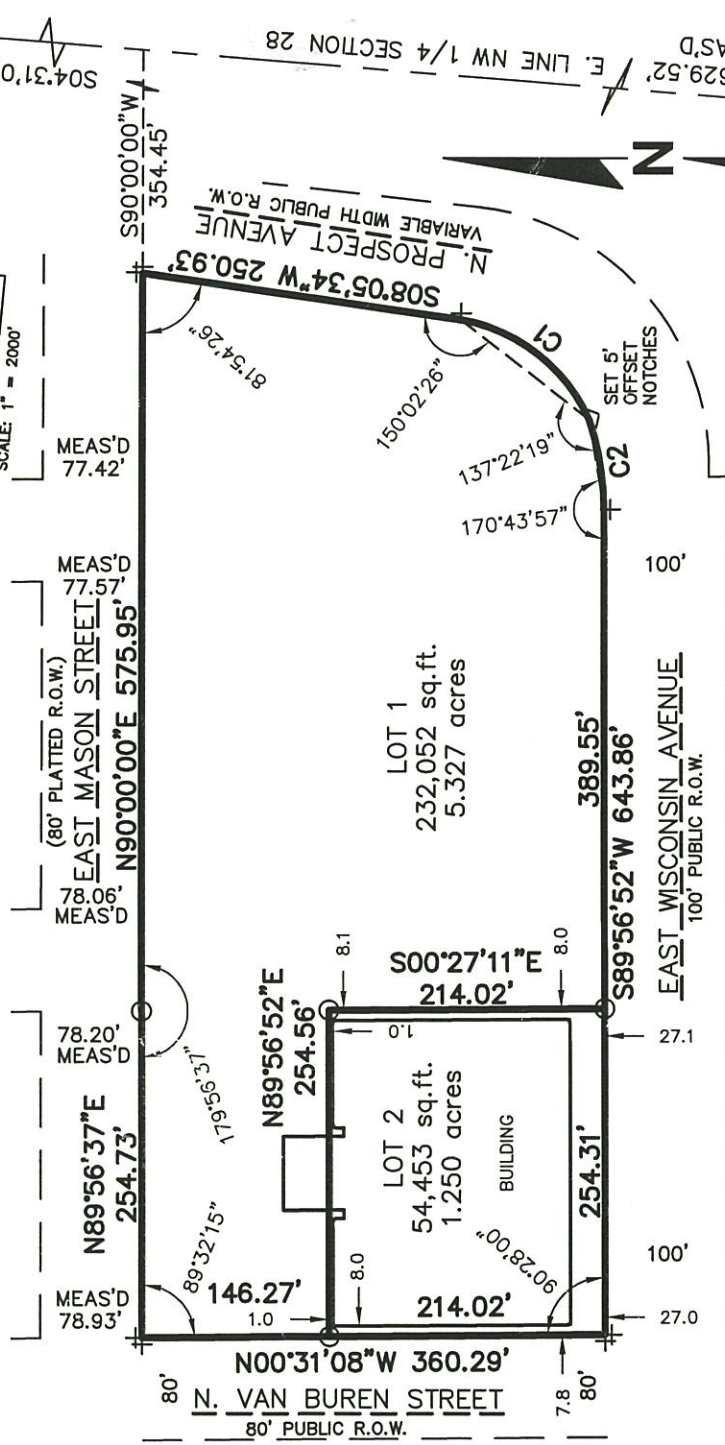 S04°31'0
E. LINE NW 1/4 SECTION 28
629.52'
AS'D
S90°00'00"W
354.45'
N
N. PROSPECT AVENUE
VARIABLE WIDTH PUBLIC R.O.W.
S08°05'34"W 250.93'
SCALE: 1" = 2000'
81°54'26"
150°02'26"
C1
SET 5'
OFFSET
NOTCHES
137°22'19"
C2
170°43'57"
MEAS'D
77.42'
MEAS'D
77.57'
(80' PLATTED R.O.W.)
EAST MASON STREET
N90°00'00"E 575.95'
78.06'
MEAS'D
78.20'
MEAS'D
N89°56'37"E
254.73'
MEAS'D
78.93'
100'
LOT 1
232,052 sq.ft.
5.327 acres
389.55'
S89°56'52"W 643.86'
EAST WISCONSIN AVENUE
100' PUBLIC R.O.W.
179°56'37"
N89°56'52"E
254.56'
8.1
S00°27'11"E
214.02'
8.0
1.0
27.1
LOT 2
54,453 sq.ft.
1.250 acres
BUILDING
254.31'
89°32'15"
90°28'00"
146.27'
1.0
8.0
214.02'
100'
27.0
N00°31'08"W 360.29'
80'
N. VAN BUREN STREET
80' PUBLIC R.O.W.
7.8
80'